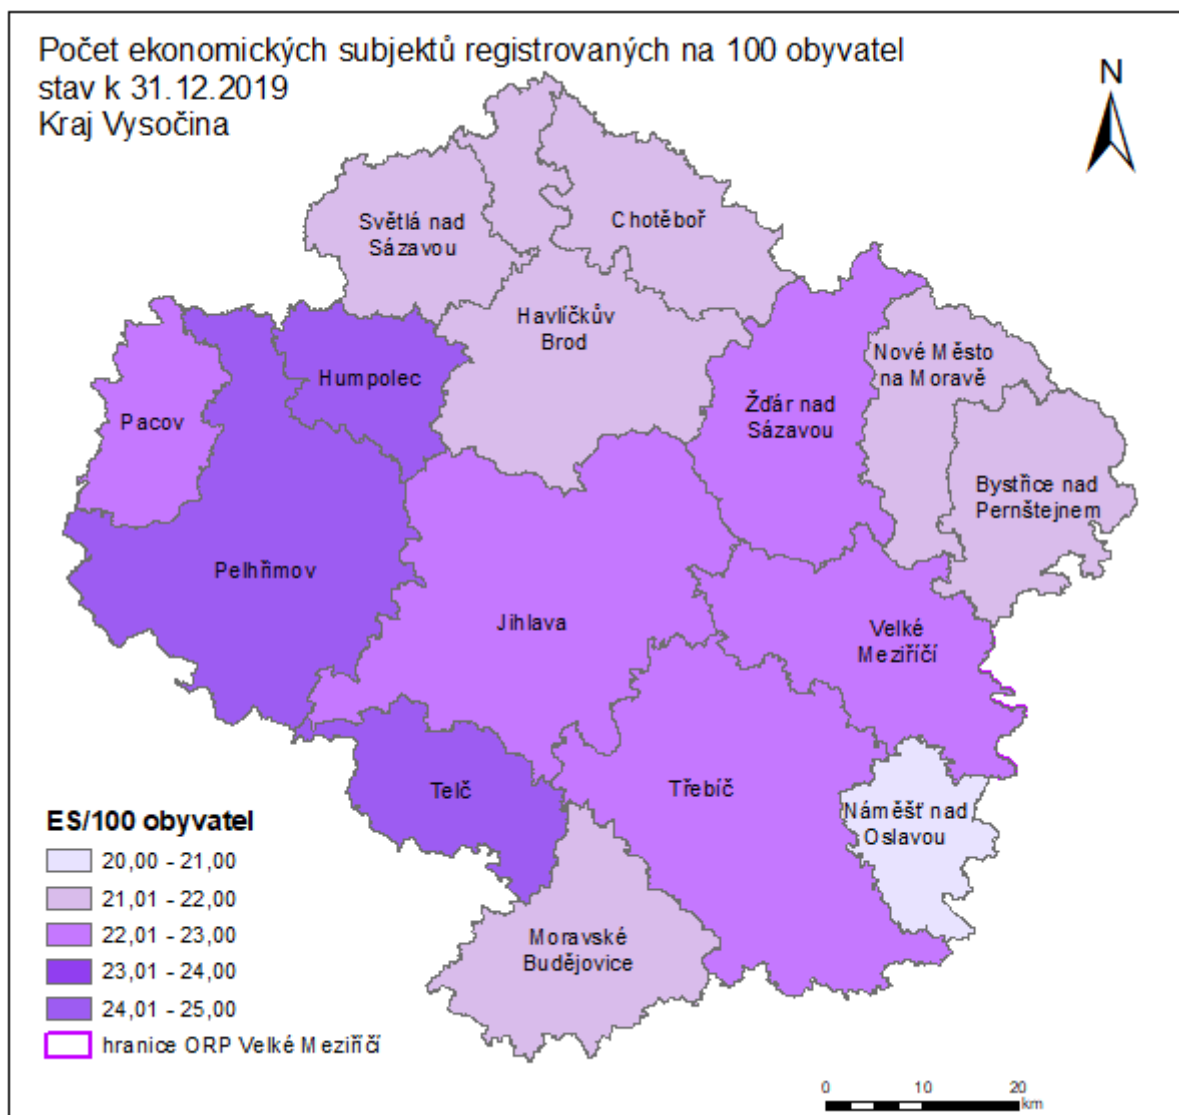 Počet ekonomických subjektů registrovaných na 100 obyvatel
stav k 31.12.2019
Kraj Vysočina
N
Světlá nad
Sázavou
Chotěboř
Havlíčkův
Brod
Nové Město
na Moravě
Humpolec
Pacov
Žďár nad
Sázavou
Bystřice nad
Pernštejnem
Pelhřimov
Jihlava
Velké
Meziříčí
Telč
Třebíč
Náměšť nad
Oslavou
Moravské
Budějovice
ES/100 obyvatel
20,00 - 21,00
21,01 - 22,00
22,01 - 23,00
23,01 - 24,00
24,01 - 25,00
hranice ORP Velké Meziříčí
0 10 20
km